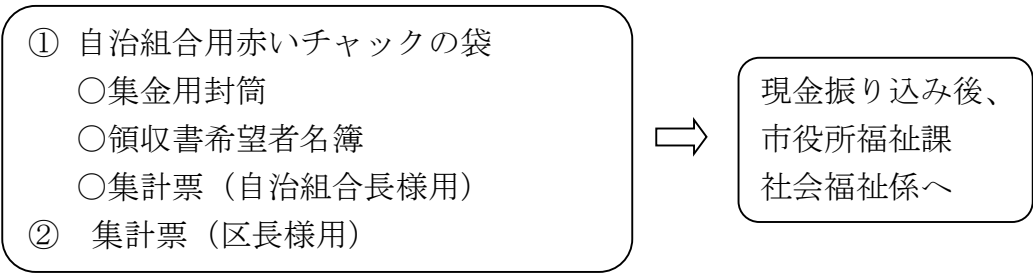 ① 自治組合用赤いチャックの袋
○集金用封筒
○領収書希望者名簿
○集計票（自治組合長様用）
② 集計票（区長様用）
現金振り込み後、
市役所福祉課
社会福祉係へ